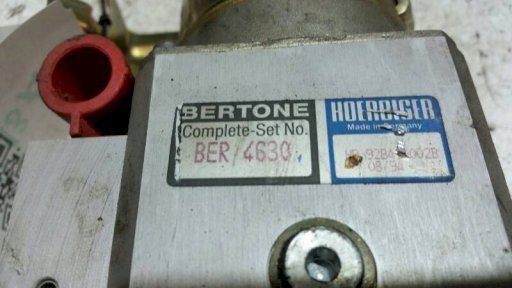 BERTONE
Complete-Set No.
BER/4630
HOERBIGER
Made in Germany